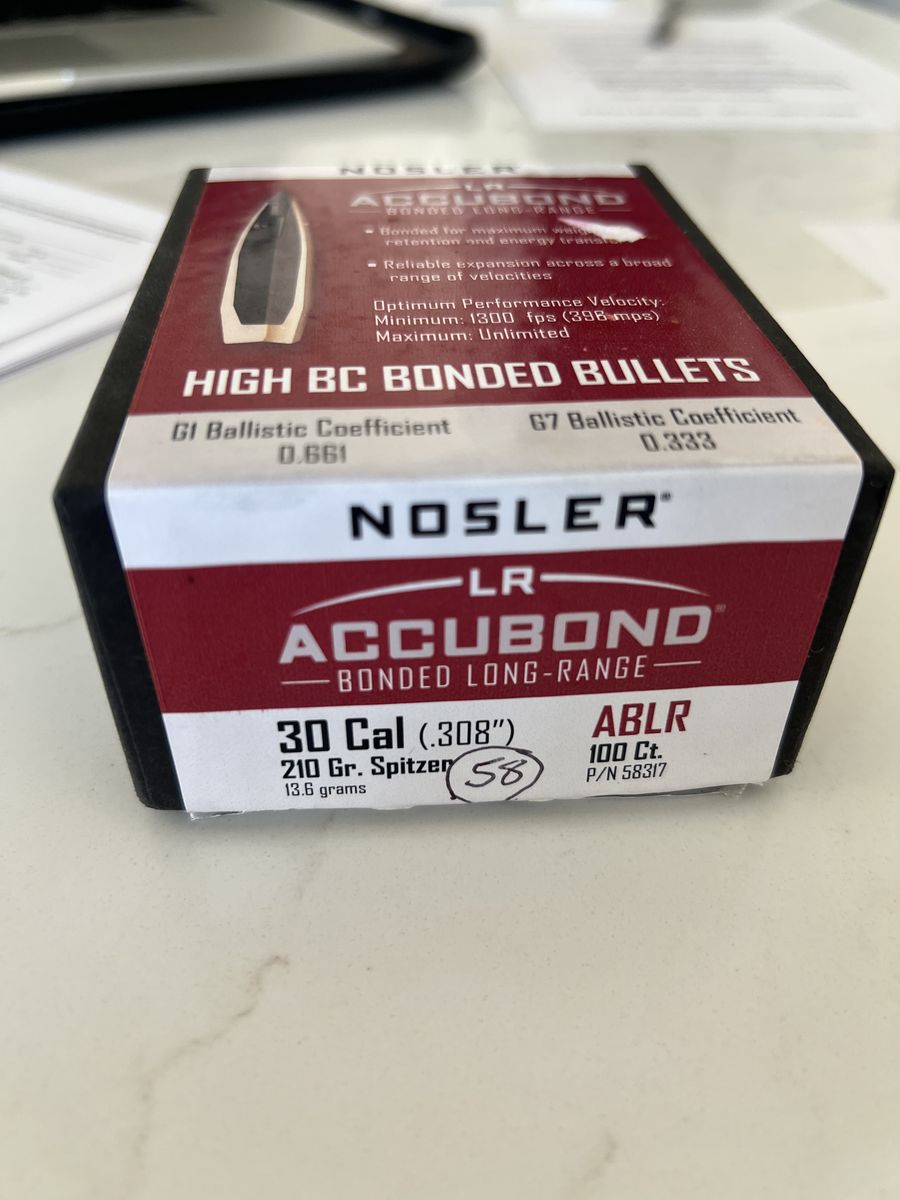 NOSLER
LR
ACCUBOND
BONDED LONG-RANGE
▪ Bonded for maximum
retention and energy
▪ Reliable expansion across a broad
range of velocities
Optimum Performance Velocity:
Minimum: 1300 fps (396 mps)
Maximum: Unlimited
HIGH BC BONDED BULLETS
G1 Ballistic Coefficient
0.661
G7 Ballistic Coefficient
0.333
NOSLER®
LR
ACCUBOND
BONDED LONG-RANGE
30 Cal (.308")
210 Gr. Spitzer
13.6 grams
58
ABLR
100 Ct.
P/N 58317